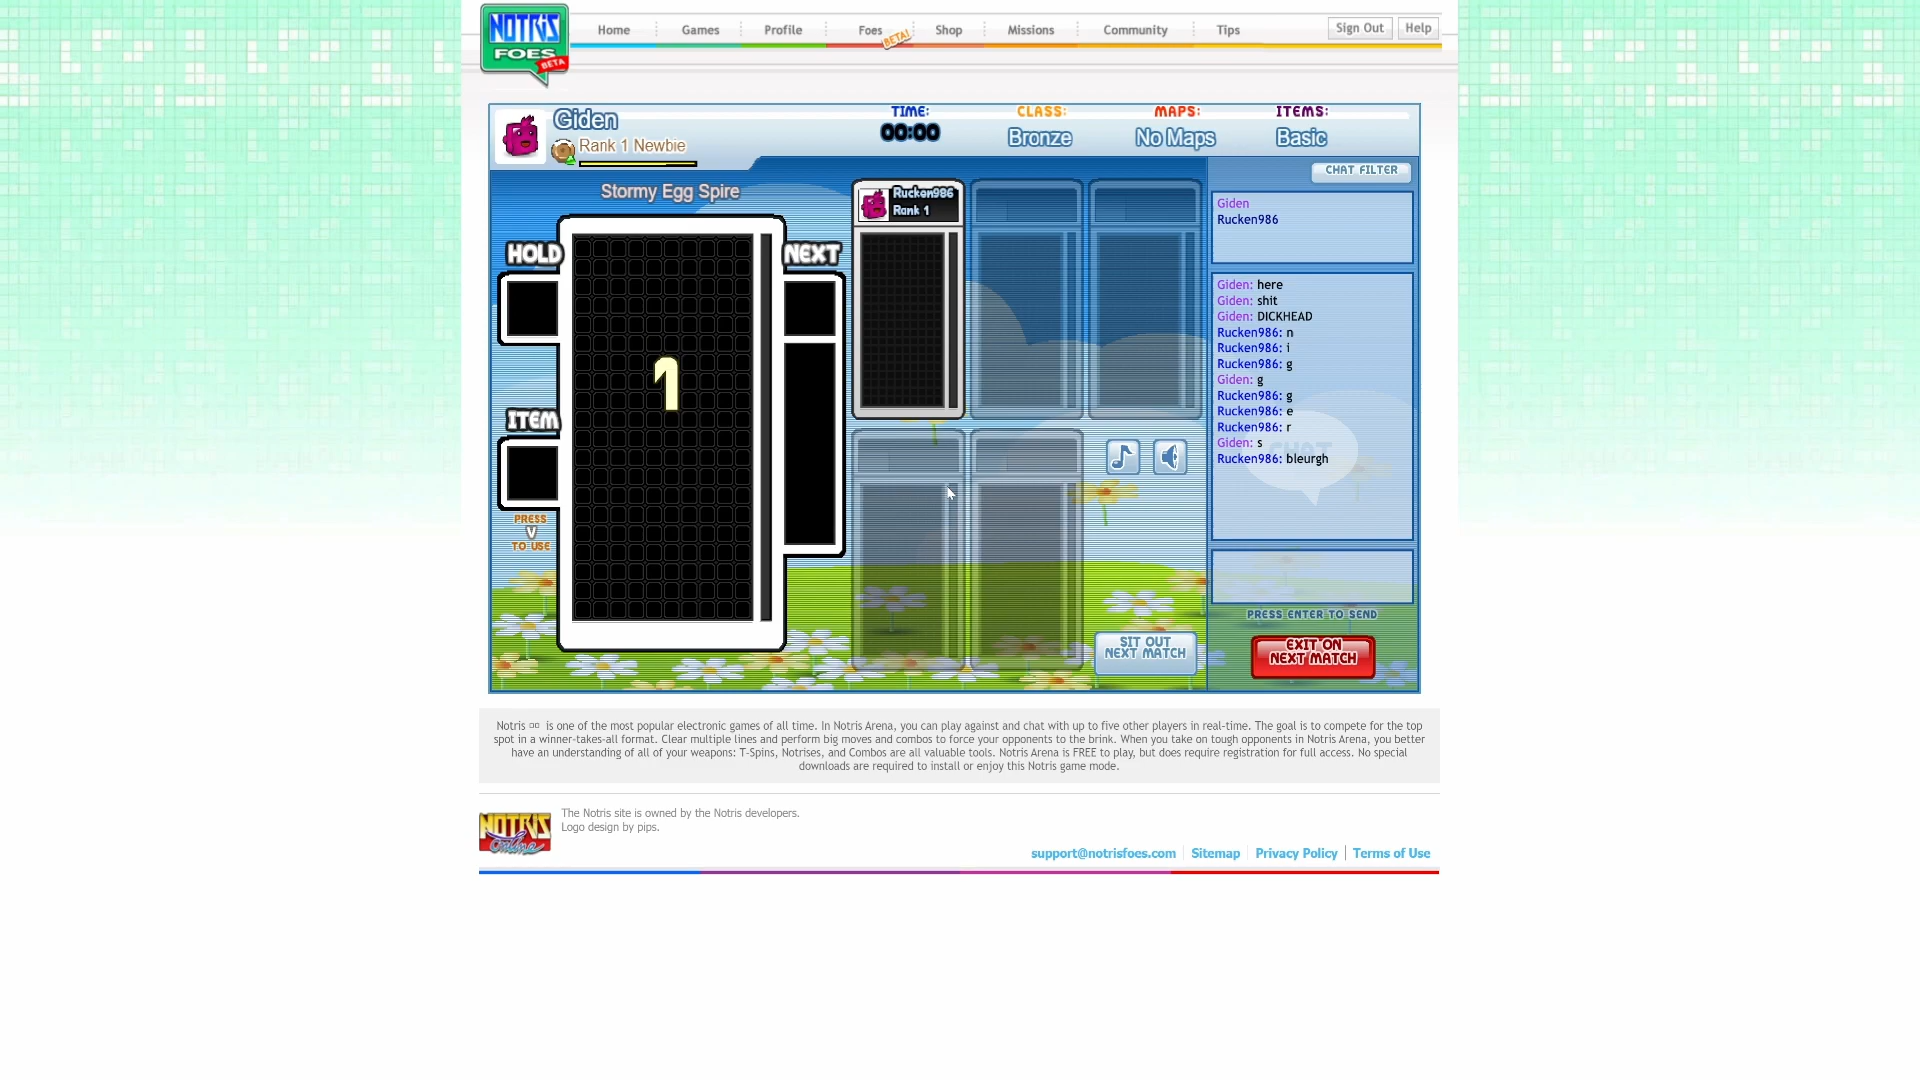 NOTRIS
FOES
BETA
Home
Games
Profile
Foes
BETA!
Shop
Missions
Community
Tips
Sign Out
Help
Giden
Rank 1 Newbie
TIME:
00:00
CLASS:
Bronze
MAPS:
No Maps
ITEMS:
Basic
Stormy Egg Spire
HOLD
NEXT
ITEM
PRESS
V
TO USE
1
Rucken986
Rank 1
SIT OUT
NEXT MATCH
CHAT FILTER
Giden
Rucken986
Giden: here
Giden: shit
Giden: DICKHEAD
Rucken986: n
Rucken986: i
Rucken986: g
Giden: g
Rucken986: g
Rucken986: e
Rucken986: r
Giden: s
Rucken986: bleurgh
CHAT
PRESS ENTER TO SEND
EXIT ON
NEXT MATCH
Notris is one of the most popular electronic games of all time. In Notris Arena, you can play against and chat with up to five other players in real-time. The goal is to compete for the top
spot in a winner-takes-all format. Clear multiple lines and perform big moves and combos to force your opponents to the brink. When you take on tough opponents in Notris Arena, you better
have an understanding of all of your weapons: T-Spins, Notrises, and Combos are all valuable tools. Notris Arena is FREE to play, but does require registration for full access. No special
downloads are required to install or enjoy this Notris game mode.
NOTRIS
Online
The Notris site is owned by the Notris developers.
Logo design by pips.
support@notrisfoes.com
Sitemap
Privacy Policy
Terms of Use